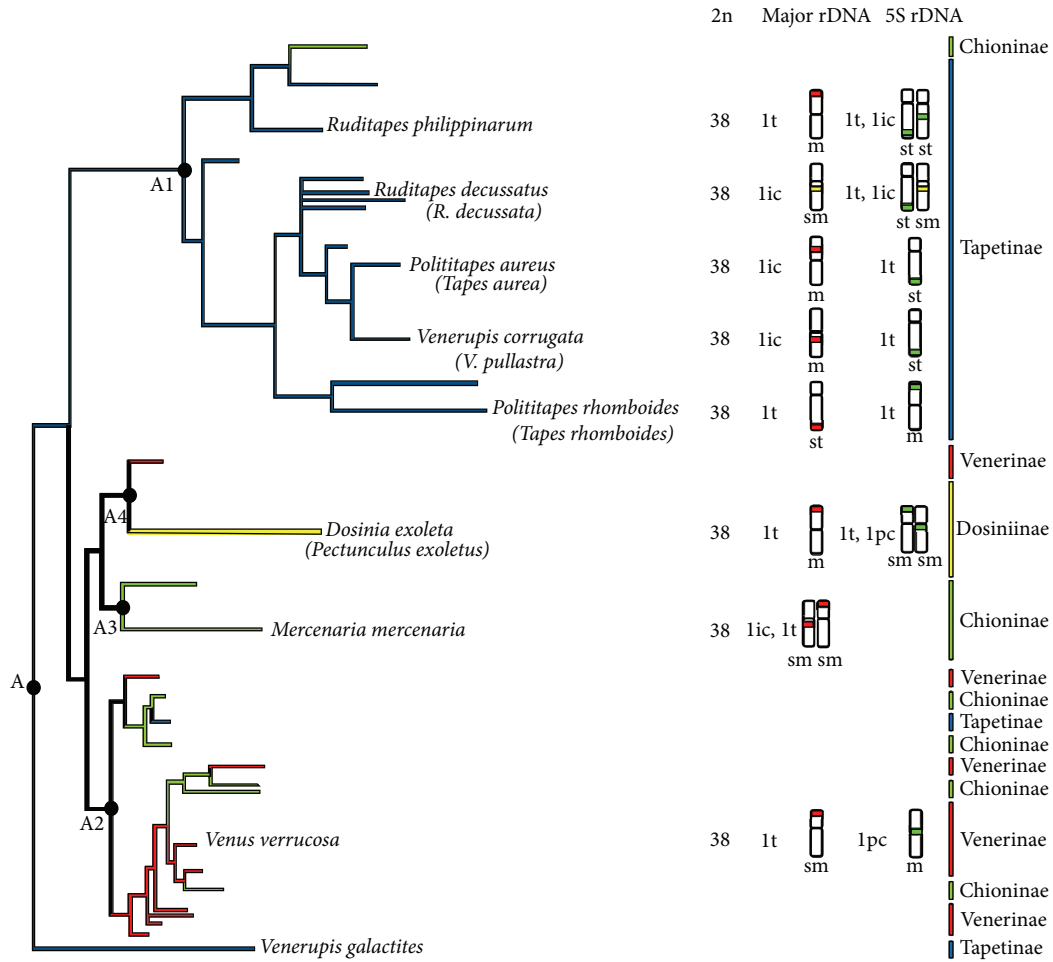 2n Major rDNA 5S rDNA
Chioninae
Ruditapes philippinarum 38 1t 1t, 1ic
m st st
A1
Ruditapes decussatus 38 1ic 1t, 1ic
(R. decussata)
sm st sm
Tapetinae
Polititapes aureus 38 1ic 1t
(Tapes aurea)
m st
Venerupis corrugata 38 1ic 1t
(V. pullastra)
m st
Polititapes rhomboides 38 1t 1t
(Tapes rhomboides)
st m
Venerinae
A4
Dosinia exoleta 38 1t 1t, 1pc Dosiniinae
(Pectunculus exoletus)
m sm sm
Chioninae
A3
Mercenaria mercenaria 38 1ic, 1t
sm sm
A
Venerinae
Chioninae
Tapetinae
Chioninae
Venerinae
Chioninae
A2
Venus verrucosa 38 1t 1pc Venerinae
sm m
Chioninae
Venerinae
Venerupis galactites Tapetinae